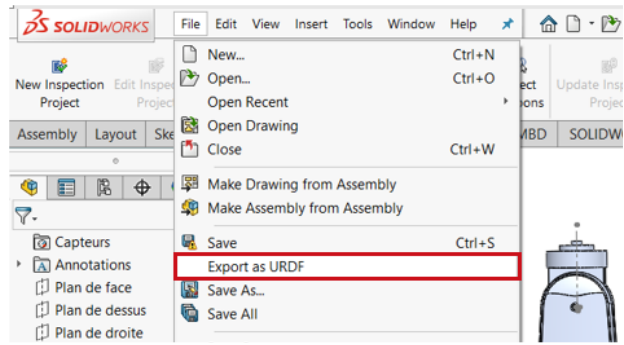 SOLIDWORKS File Edit View Insert Tools Window Help
New... Ctrl+N
New Inspection Edit Inspe Open... Ctrl+O ect Update Insp
Project Projec Open Recent ons Projec
Open Drawing
Assembly Layout Ske Close Ctrl+W MBD SOLIDW
Make Drawing from Assembly
Make Assembly from Assembly
Capteurs Save Ctrl+S
Annotations Export as URDF
Plan de face Save As...
Plan de dessus Save All
Plan de droite